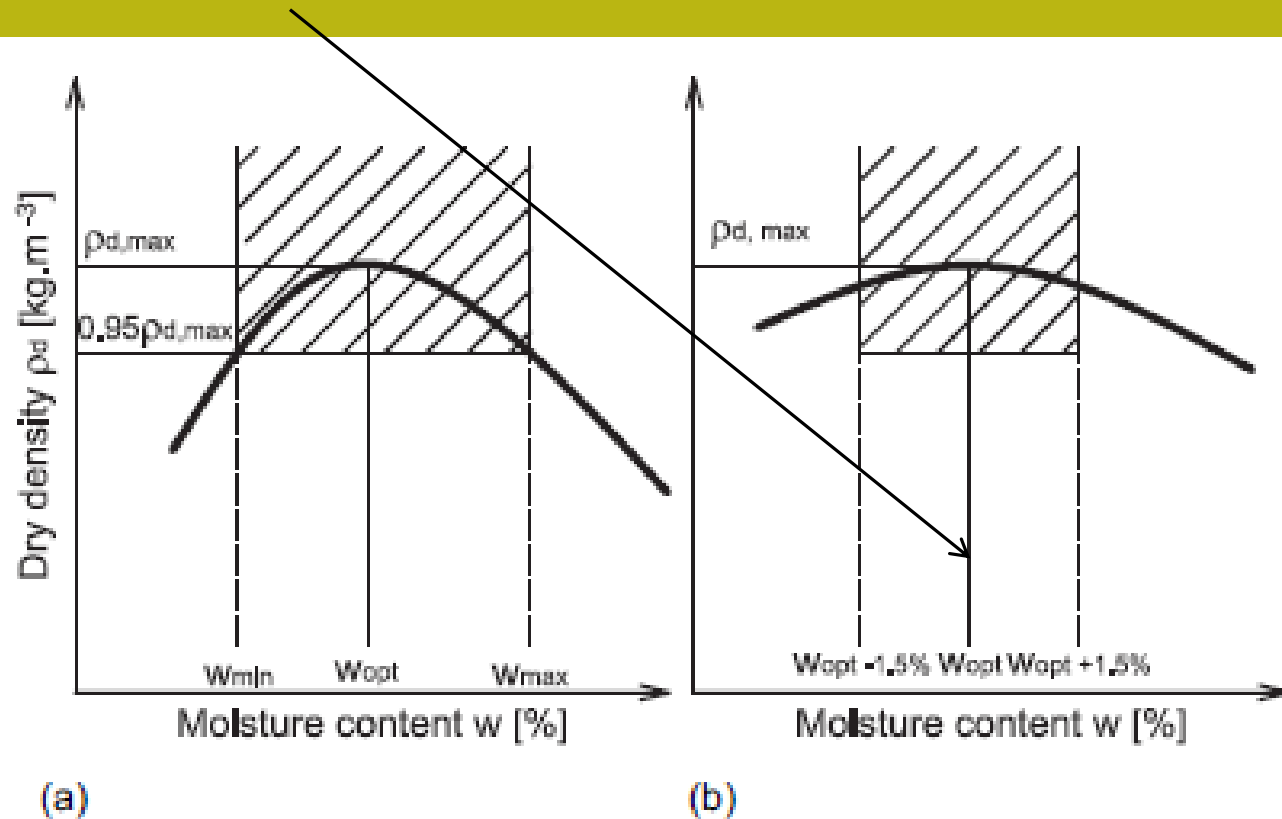 ρd,max
0.95ρd,max
Dry density ρd [kg.m-3]
Wmin Wopt Wmax
Moisture content w [%]
(a)
ρd, max
Wopt -1.5% Wopt Wopt +1.5%
Moisture content w [%]
(b)